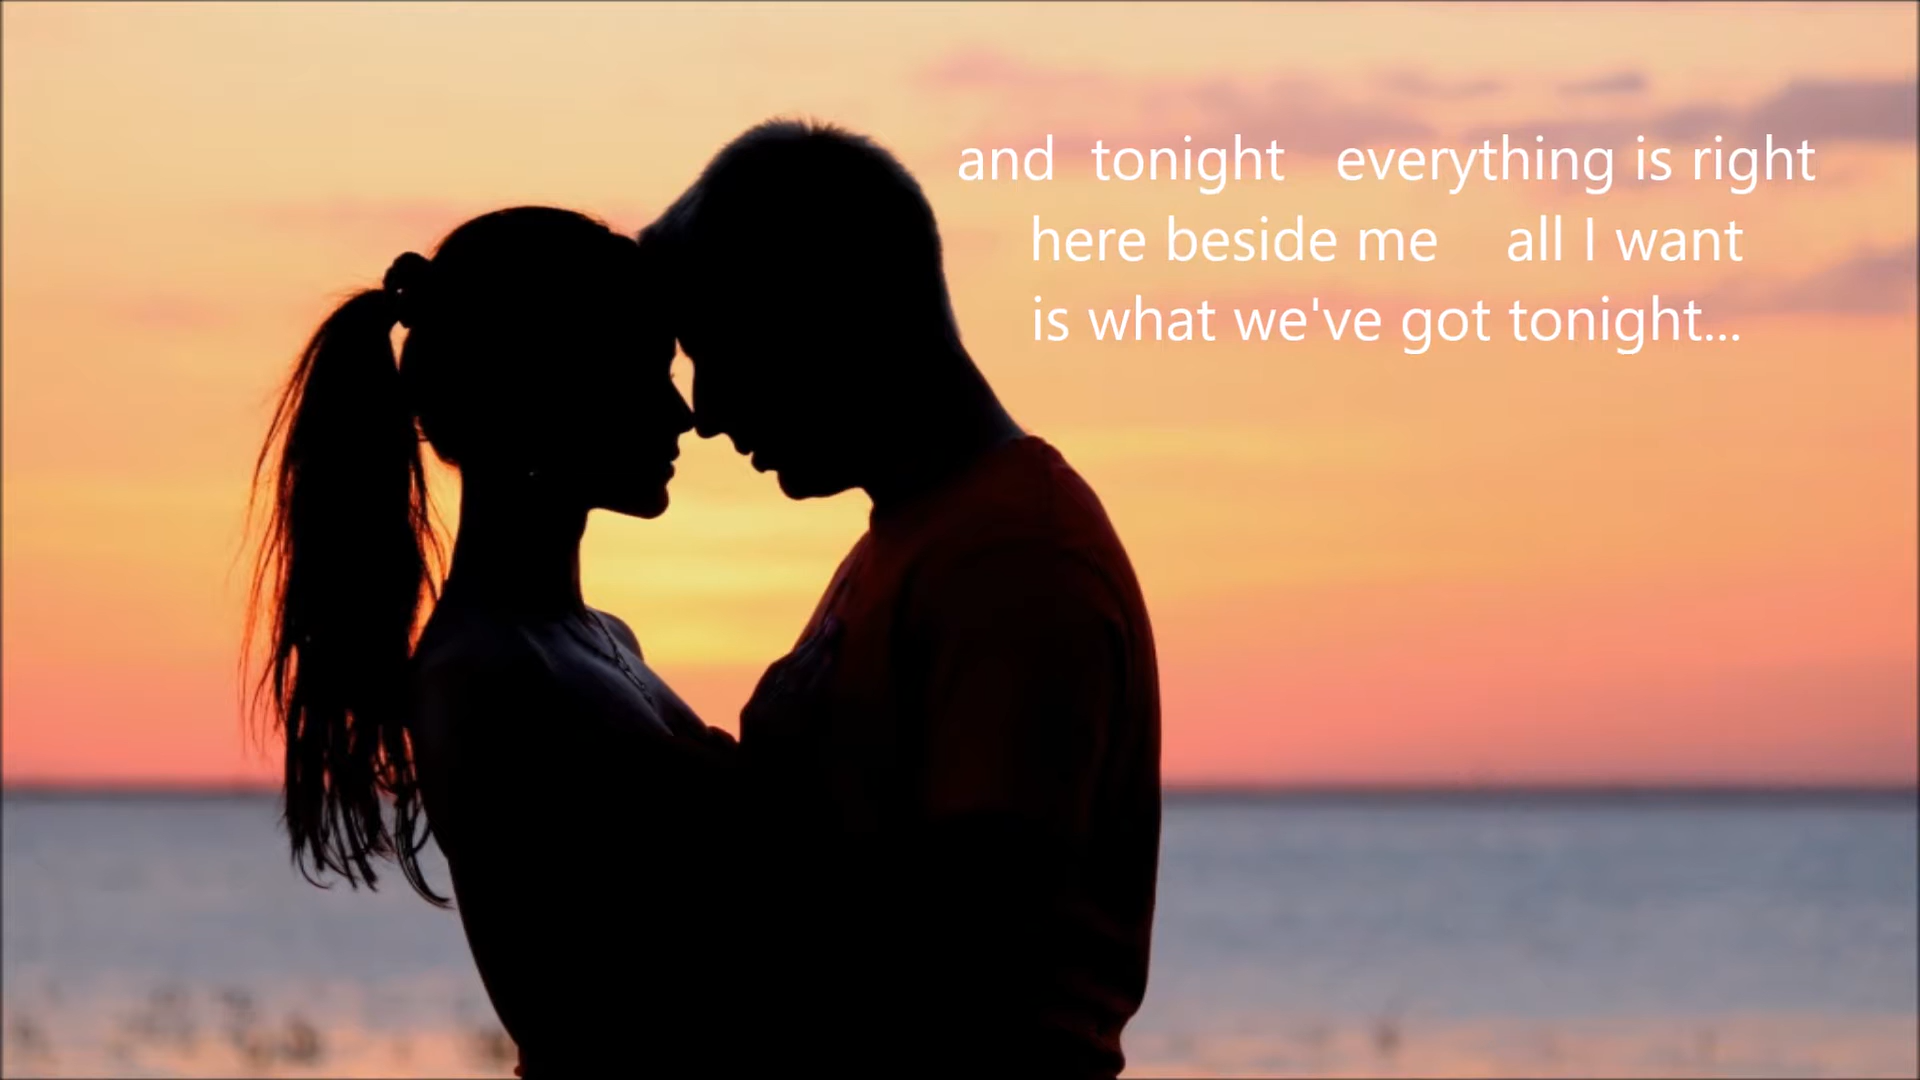 and  tonight   everything is right
here beside me    all I want
is what we've got tonight...